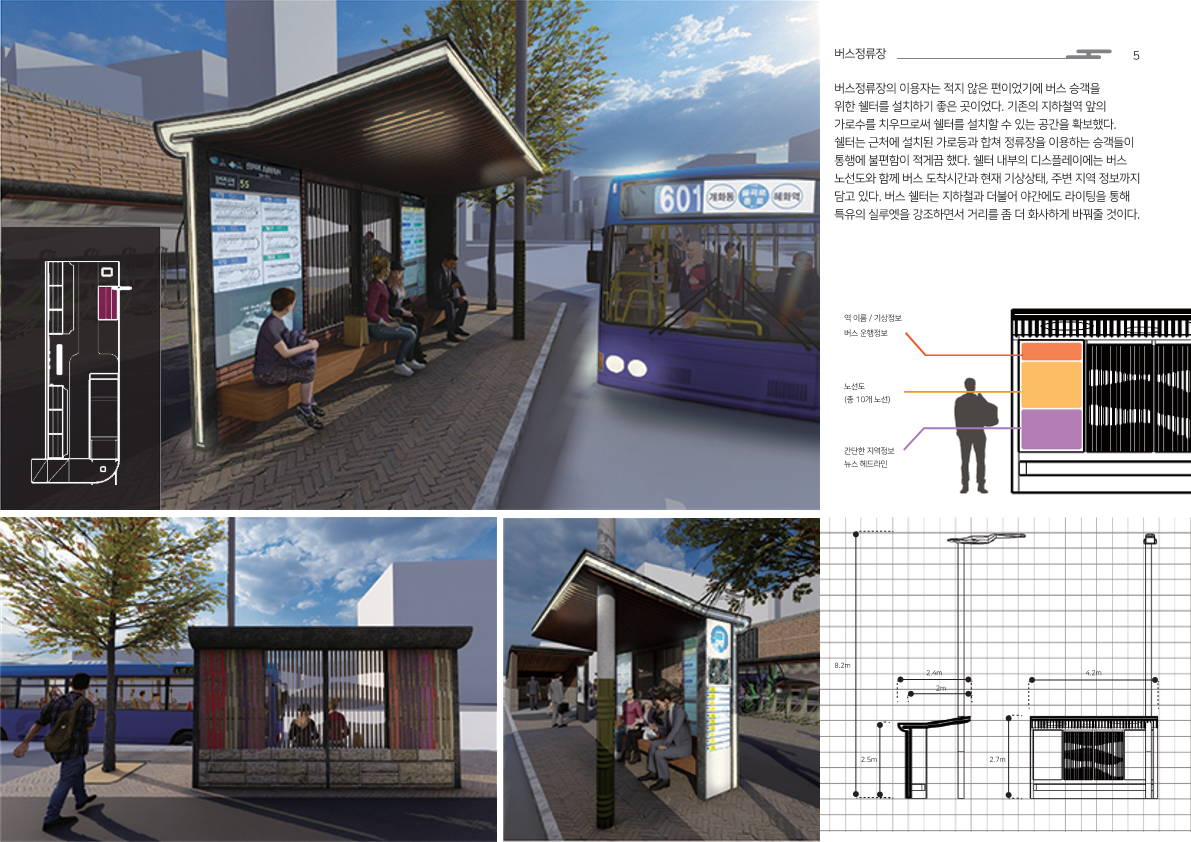 버스정류장
5
버스정류장의 이용자는 적지 않은 편이었기에 버스 승객을
위한 쉘터를 설치하기 좋은 곳이었다. 기존의 지하철역 앞의
가로수를 치우므로써 쉘터를 설치할 수 있는 공간을 확보했다.
쉘터는 근처에 설치된 가로등과 합쳐 정류장을 이용하는 승객들이
통행에 불편함이 적게끔 했다. 쉘터 내부의 디스플레이에는 버스
노선도와 함께 버스 도착시간과 현재 기상상태, 주변 지역 정보까지
담고 있다. 버스 쉘터는 지하철과 더불어 야간에도 라이팅을 통해
특유의 실루엣을 강조하면서 거리를 좀 더 화사하게 바꿔줄 것이다.
55
601
개화동
율곡로
혜화역
역 이름 / 기상정보
버스 운행정보
노선도
(총 10개 노선)
간단한 지역정보
뉴스 헤드라인
8.2m
2.4m
2m
2.5m
4.2m
2.7m